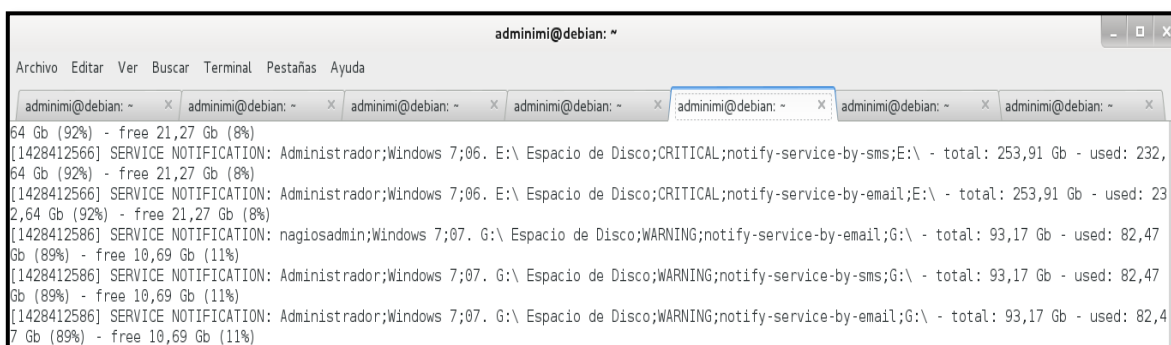 adminimi@debian: ~
Archivo Editar Ver Buscar Terminal Pestañas Ayuda
adminimi@debian: ~ adminimi@debian: ~ adminimi@debian: ~ adminimi@debian: ~ adminimi@debian: ~ adminimi@debian: ~ adminimi@debian: ~
64 Gb (92%) - free 21,27 Gb (8%)
[1428412566] SERVICE NOTIFICATION: Administrador;Windows 7;06. E:\ Espacio de Disco;CRITICAL;notify-service-by-sms;E:\ - total: 253,91 Gb - used: 232,
64 Gb (92%) - free 21,27 Gb (8%)
[1428412566] SERVICE NOTIFICATION: Administrador;Windows 7;06. E:\ Espacio de Disco;CRITICAL;notify-service-by-email;E:\ - total: 253,91 Gb - used: 23
2,64 Gb (92%) - free 21,27 Gb (8%)
[1428412586] SERVICE NOTIFICATION: nagiosadmin;Windows 7;07. G:\ Espacio de Disco;WARNING;notify-service-by-email;G:\ - total: 93,17 Gb - used: 82,47
Gb (89%) - free 10,69 Gb (11%)
[1428412586] SERVICE NOTIFICATION: Administrador;Windows 7;07. G:\ Espacio de Disco;WARNING;notify-service-by-sms;G:\ - total: 93,17 Gb - used: 82,47
Gb (89%) - free 10,69 Gb (11%)
[1428412586] SERVICE NOTIFICATION: Administrador;Windows 7;07. G:\ Espacio de Disco;WARNING;notify-service-by-email;G:\ - total: 93,17 Gb - used: 82,4
7 Gb (89%) - free 10,69 Gb (11%)